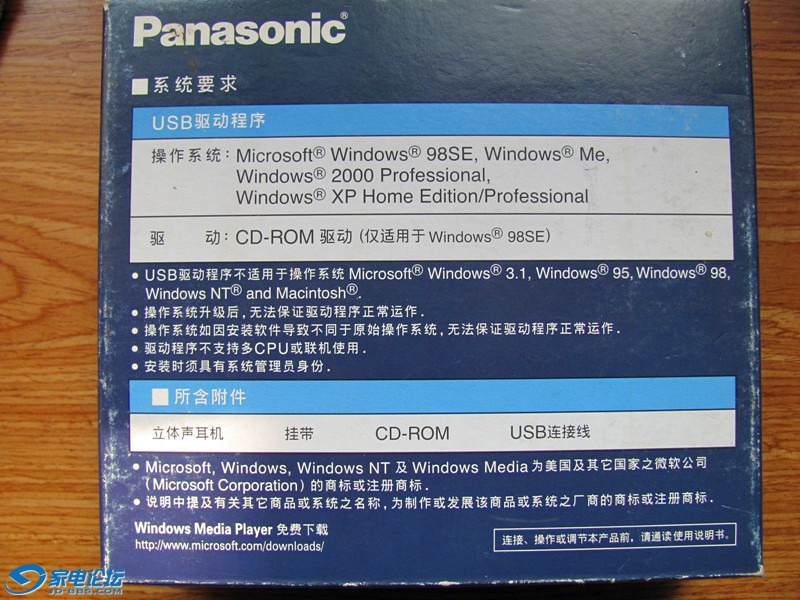 Panasonic®
■系统要求
USB驱动程序
操作系统: Microsoft® Windows® 98SE, Windows® Me,
Windows® 2000 Professional,
Windows® XP Home Edition/Professional
驱 动: CD-ROM 驱动 (仅适用于 Windows® 98SE)
• USB驱动程序不适用于操作系统 Microsoft® Windows® 3.1, Windows® 95, Windows® 98,
Windows NT® and Macintosh®.
• 操作系统升级后, 无法保证驱动程序正常运作.
• 操作系统如因安装软件导致不同于原始操作系统, 无法保证驱动程序正常运作.
• 驱动程序不支持多CPU或联机使用.
• 安装时须具有系统管理员身份.
■所含附件
立体声耳机 挂带 CD-ROM USB连接线
• Microsoft, Windows, Windows NT 及 Windows Media 为美国及其它国家之微软公司
(Microsoft Corporation) 的商标或注册商标.
• 说明中提及有关其它商品或系统之名称, 为制作或发展该商品或系统之厂商的商标或注册商标.
Windows Media Player 免费下载
http://www.microsoft.com/downloads/
连接、操作或调节本产品前, 请通读使用说明书。
家电论坛
JD-BBS.COM